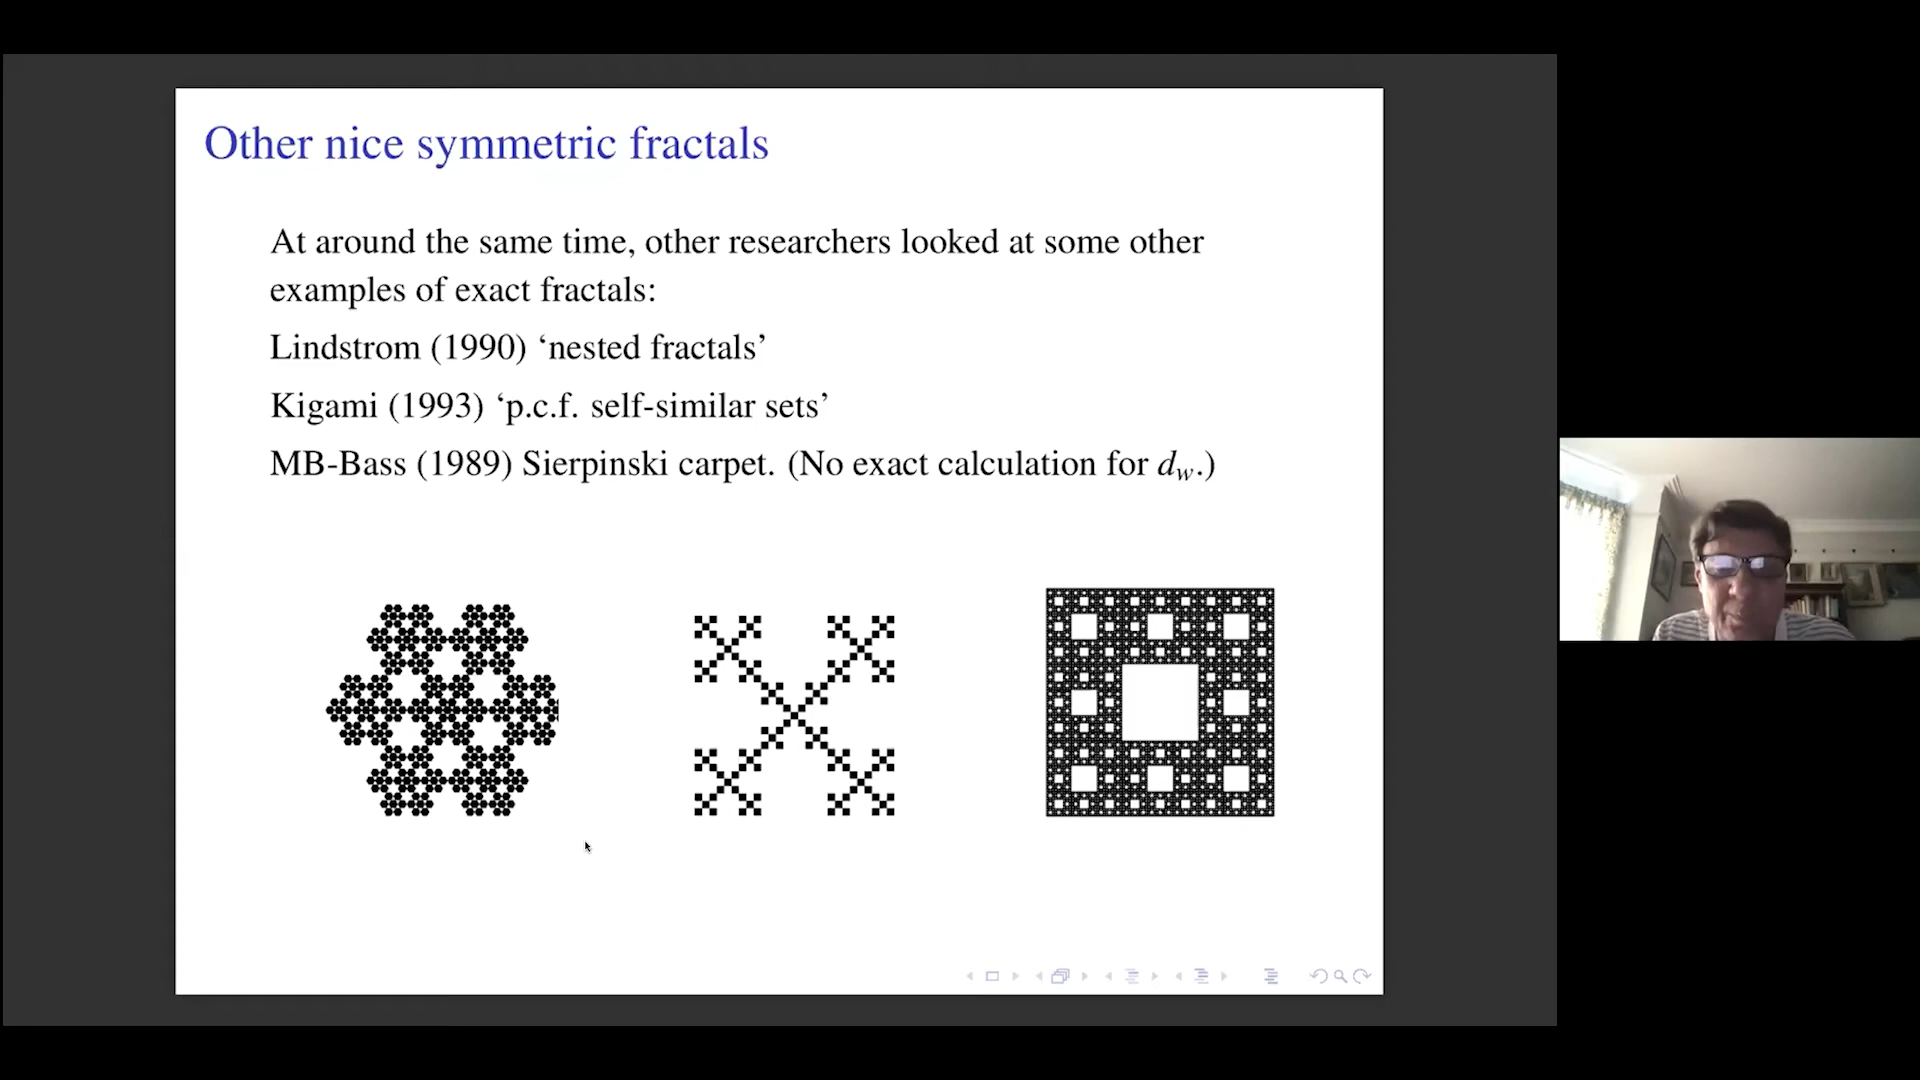 Other nice symmetric fractals
At around the same time, other researchers looked at some other
examples of exact fractals:
Lindstrom (1990) ‘nested fractals’
Kigami (1993) ‘p.c.f. self-similar sets’
MB-Bass (1989) Sierpinski carpet. (No exact calculation for d_w.)